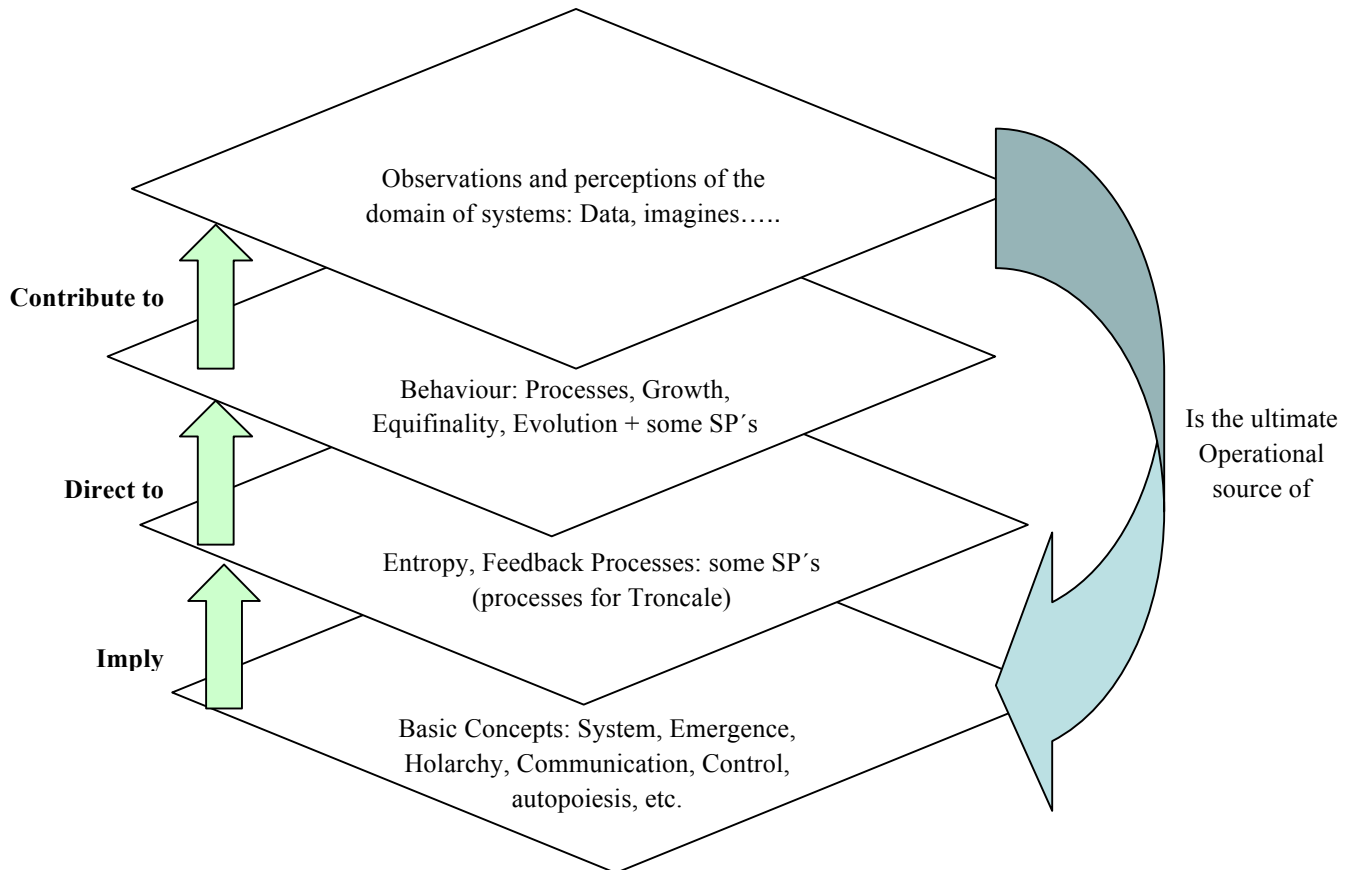 Observations and perceptions of the
domain of systems: Data, imagines…..
Contribute to
Behaviour: Processes, Growth,
Equifinality, Evolution + some SP´s
Is the ultimate
Operational
source of
Direct to
Entropy, Feedback Processes: some SP´s
(processes for Troncale)
Imply
Basic Concepts: System, Emergence,
Holarchy, Communication, Control,
autopoiesis, etc.